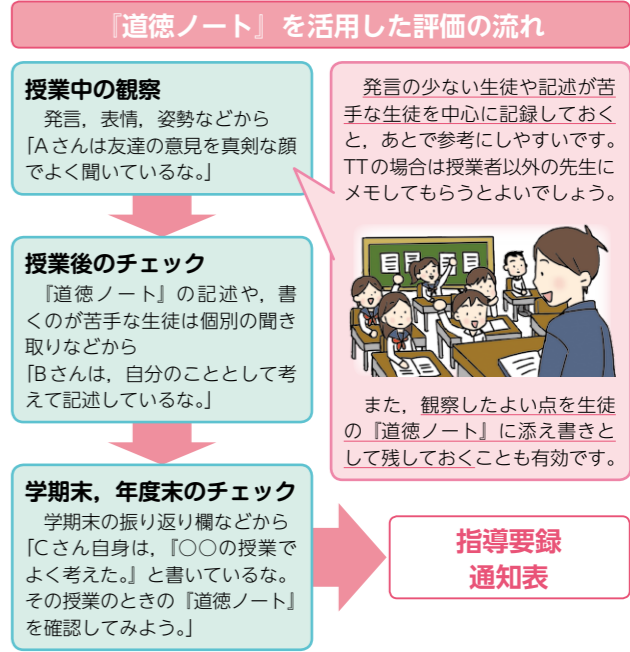 『道徳ノート』を活用した評価の流れ
授業中の観察
発言，表情，姿勢などから
「Aさんは友達の意見を真剣な顔
でよく聞いているな。」
授業後のチェック
『道徳ノート』の記述や，書
くのが苦手な生徒は個別の聞き
取りなどから
「Bさんは，自分のこととして考
えて記述しているな。」
学期末，年度末のチェック
学期末の振り返り欄などから
「Cさん自身は，『○○の授業で
よく考えた。』と書いているな。
その授業のときの『道徳ノート』
を確認してみよう。」
発言の少ない生徒や記述が苦
手な生徒を中心に記録しておく
と，あとで参考にしやすいです。
TTの場合は授業者以外の先生に
メモしてもらうとよいでしょう。
また，観察したよい点を生徒
の『道徳ノート』に添え書きと
して残しておくことも有効です。
指導要録
通知表